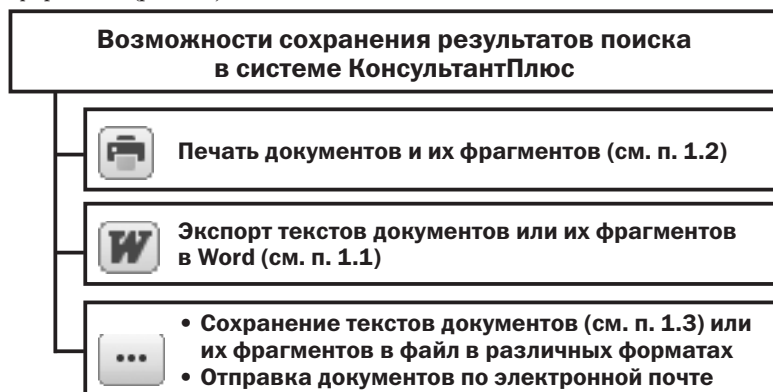 Возможности сохранения результатов поиска
в системе КонсультантПлюс
Печать документов и их фрагментов (см. п. 1.2)
W
Экспорт текстов документов или их фрагментов
в Word (см. п. 1.1)
• Сохранение текстов документов (см. п. 1.3) или
их фрагментов в файл в различных форматах
• Отправка документов по электронной почте